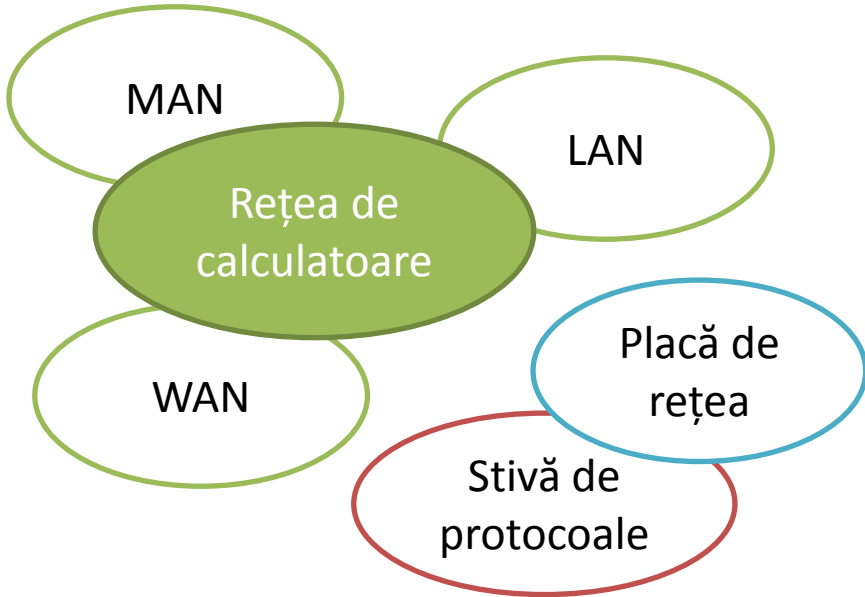 MAN
LAN
Rețea de
calculatoare
Placă de
rețea
WAN
Stivă de
protocoale